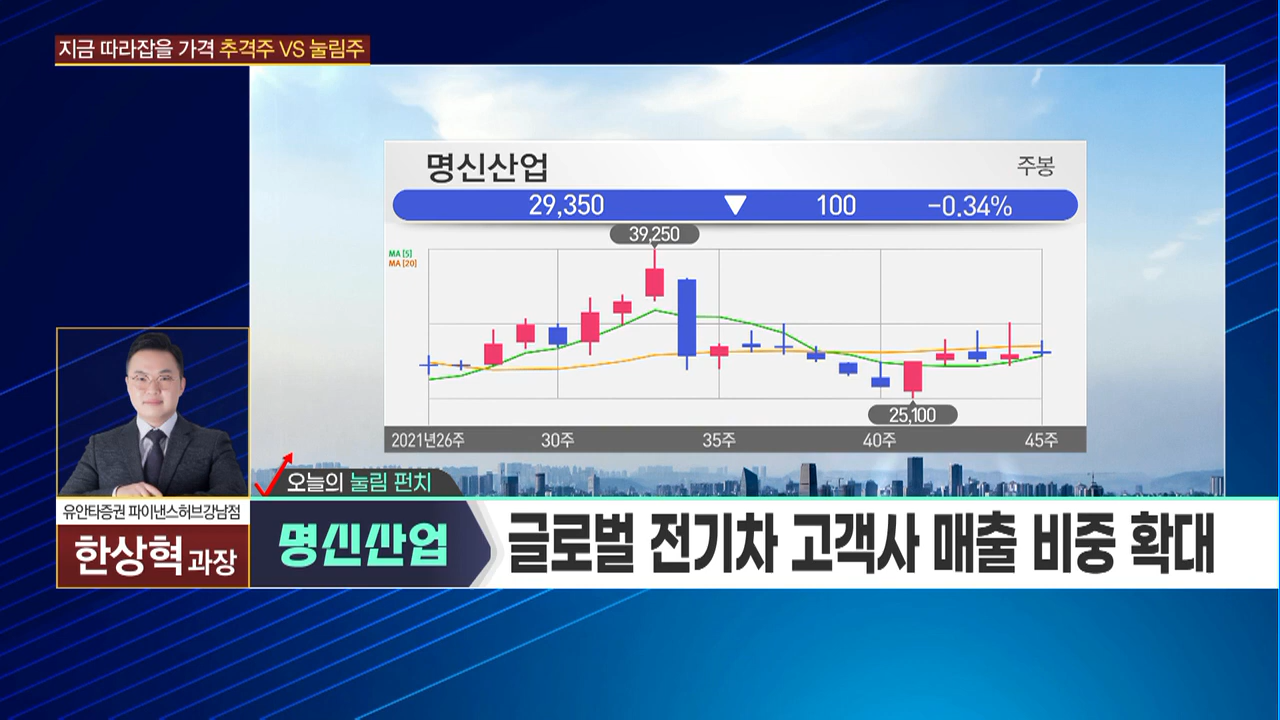 지금 따라잡을 가격 추격주 VS 눌림주
명신산업
주봉
29,350 ▼ 100 -0.34%
39,250
MA [5]
MA [20]
25,100
2021년26주 30주 35주 40주 45주
오늘의 눌림 펀치
유안타증권 파이낸스허브강남점
한상혁 과장
명신산업
글로벌 전기차 고객사 매출 비중 확대